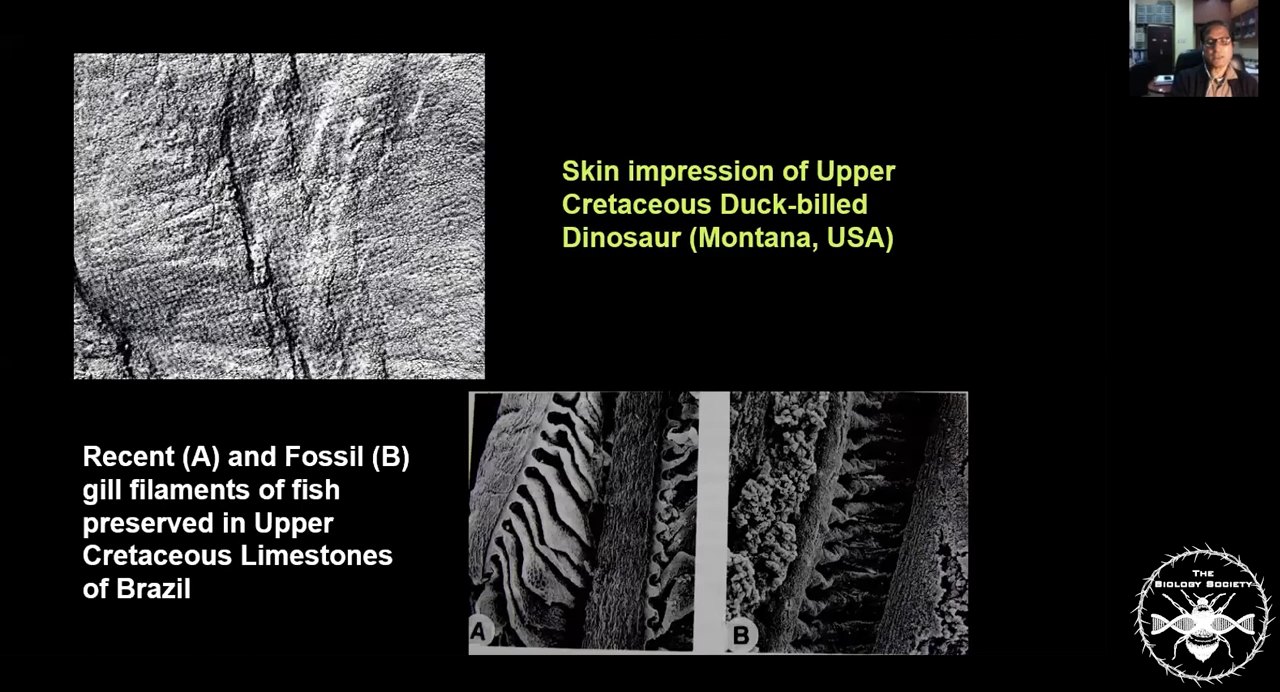 Skin impression of Upper
Cretaceous Duck-billed
Dinosaur (Montana, USA)
Recent (A) and Fossil (B)
gill filaments of fish
preserved in Upper
Cretaceous Limestones
of Brazil
A
B
THE
BIOLOGY SOCIETY